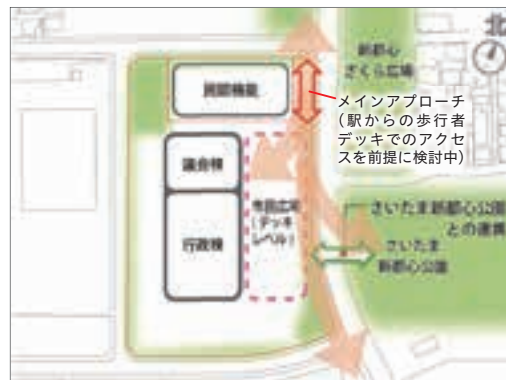 北
新都心
さくら広場
メインアプローチ
（駅からの歩行者
デッキでのアクセ
スを前提に検討中）
民間機能
議会棟
行政棟
市民広場
（デッキ
レベル）
さいたま新都心公園
との連携
さいたま
新都心公園